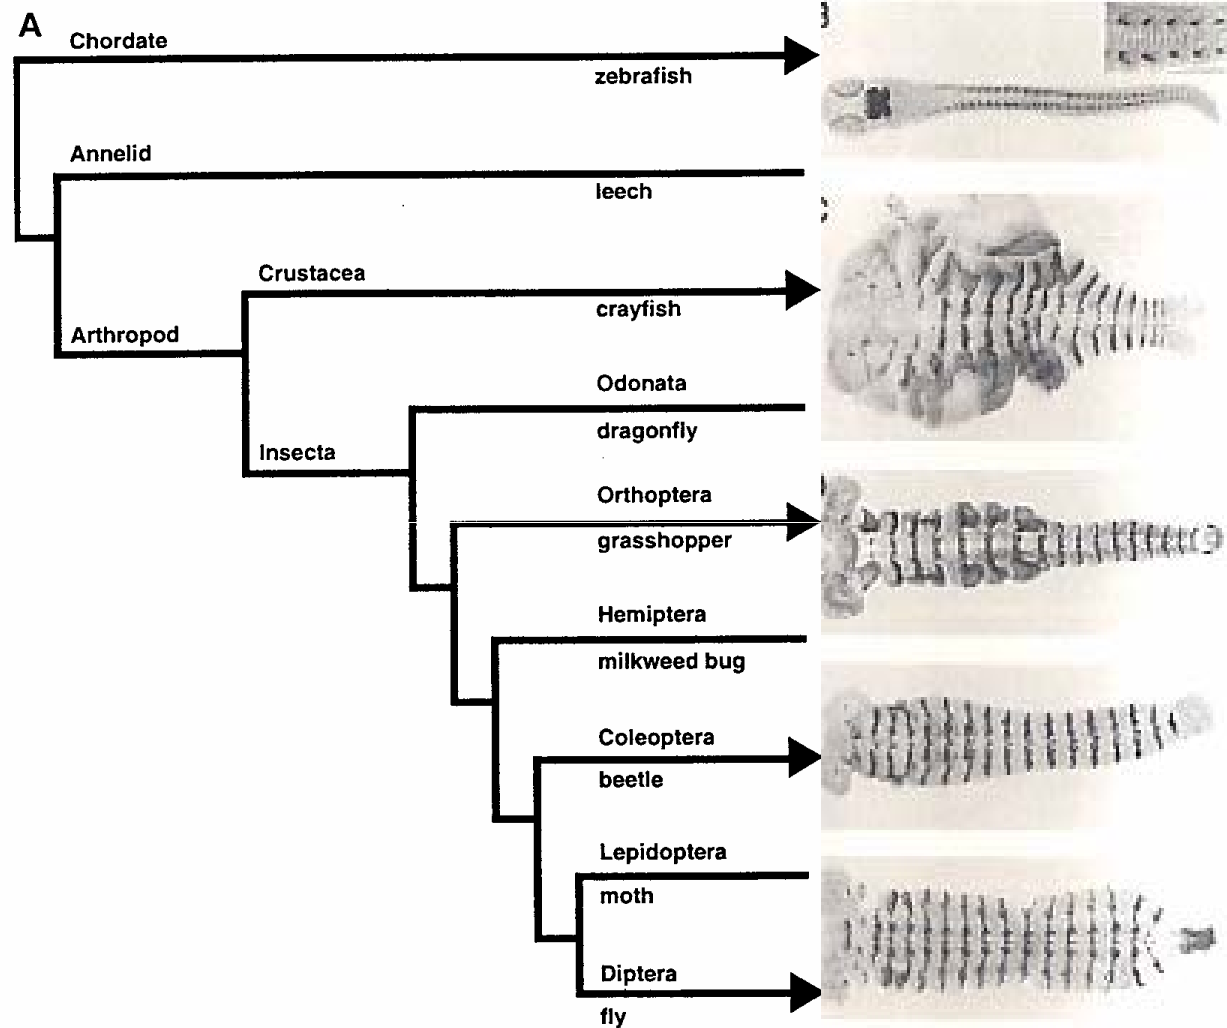 A
Chordate
zebrafish
Annelid
leech
Crustacea
crayfish
Arthropod
Odonata
dragonfly
Insecta
Orthoptera
grasshopper
Hemiptera
milkweed bug
Coleoptera
beetle
Lepidoptera
moth
Diptera
fly